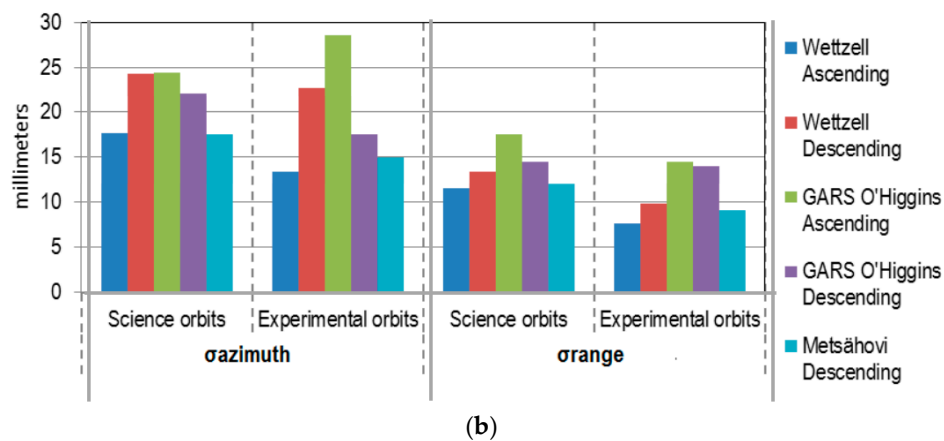 30
25
20
15
10
5
0
millimeters
Science orbits
Experimental orbits
Science orbits
Experimental orbits
σazimuth
σrange
Wettzell
Ascending
Wettzell
Descending
GARS O'Higgins
Ascending
GARS O'Higgins
Descending
Metsähovi
Descending
(b)